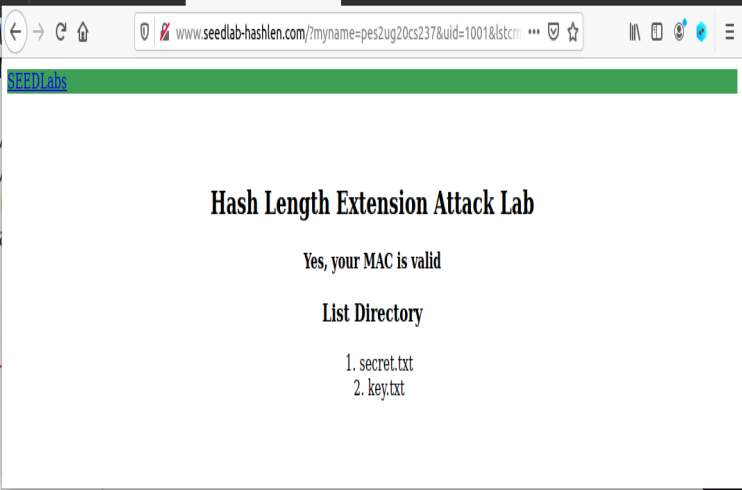 www.seedlab-hashlen.com/?myname=pes2ug20cs237&uid=1001&lstcm
SEEDLabs
Hash Length Extension Attack Lab
Yes, your MAC is valid
List Directory
1. secret.txt
2. key.txt